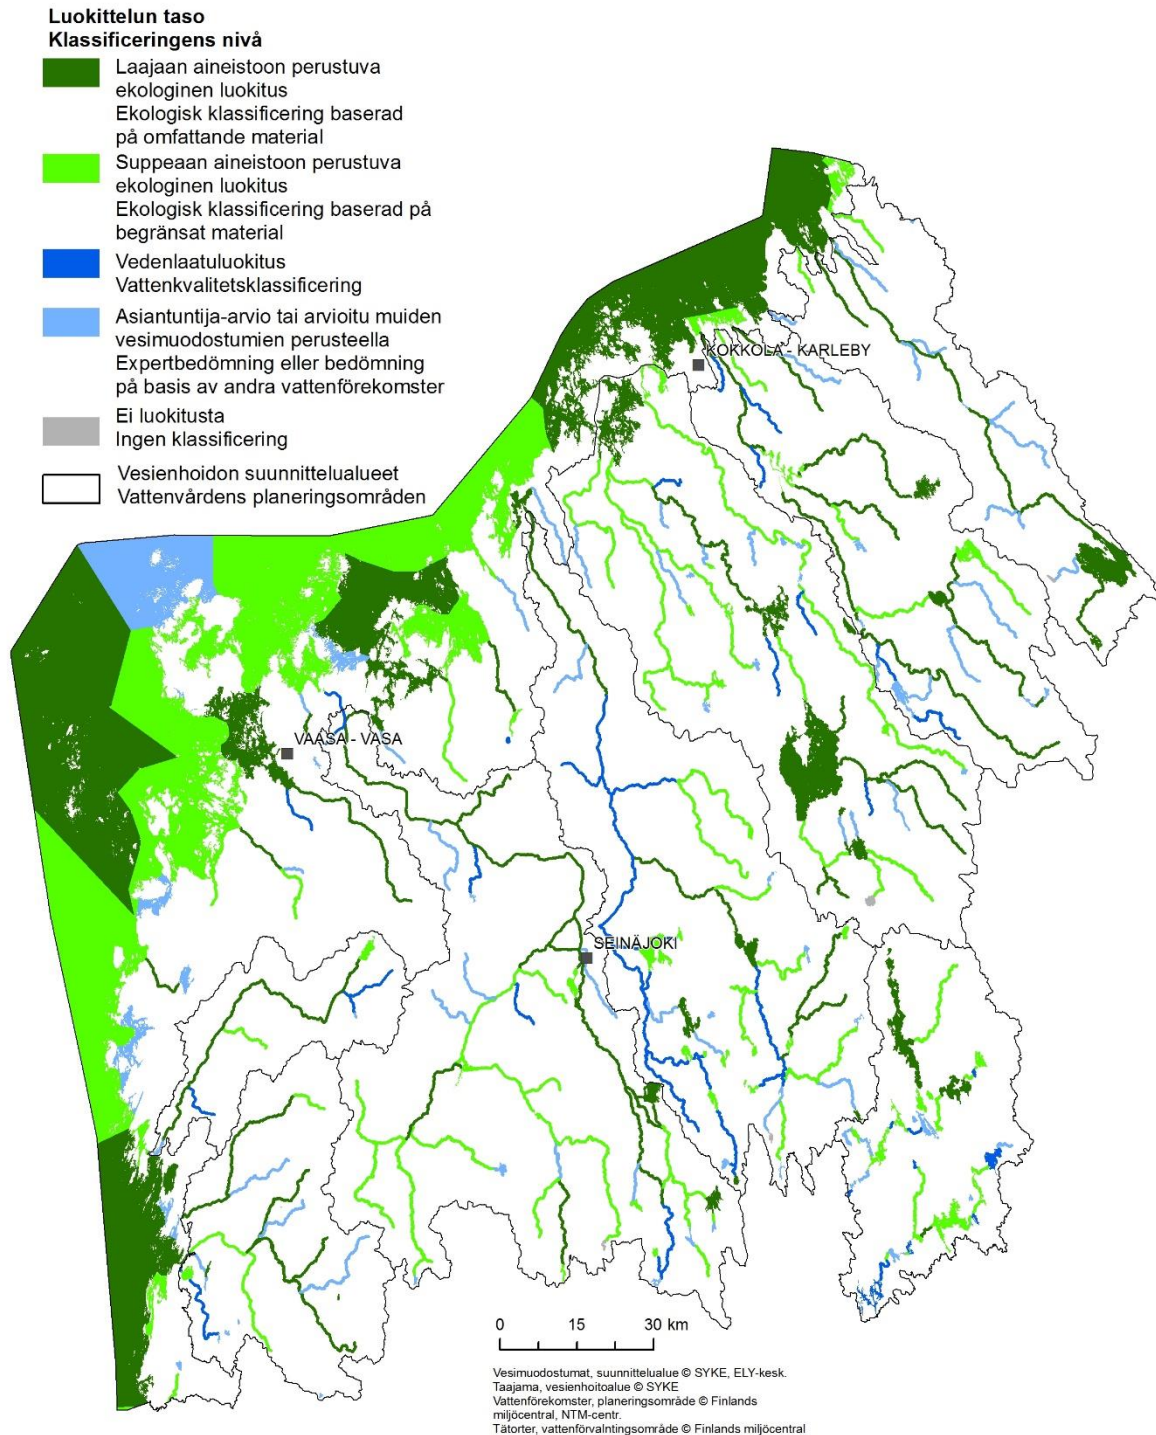 Luokittelun taso
Klassificeringens nivå
Laajaan aineistoon perustuva
ekologinen luokitus
Ekologisk klassificering baserad
på omfattande material
Suppeaan aineistoon perustuva
ekologinen luokitus
Ekologisk klassificering baserad på
begränsat material
Vedenlaatuluokitus
Vattenkvalitetsklassificering
Asiantuntija-arvio tai arvioitu muiden
vesimuodostumien perusteella
Expertbedömning eller bedömning
på basis av andra vattenförekomster
Ei luokitusta
Ingen klassificering
Vesienhoidon suunnittelualueet
Vattenvårdens planeringsområden
KOKKOLA - KARLEBY
VAASA - VASA
SEINÄJOKI
0 15 30 km
Vesimuodostumat, suunnittelualue © SYKE, ELY-kesk.
Taajama, vesienhoitoalue © SYKE
Vattenförekomster, planeringsområde © Finlands
miljöcentral, NTM-centr.
Tätorter, vattenförvalntingsområde © Finlands miljöcentral